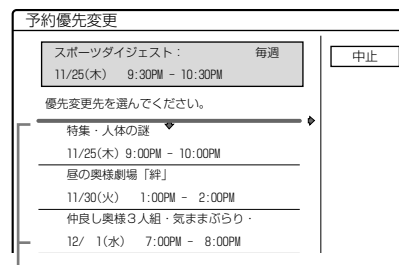 予約優先変更
スポーツダイジェスト： 毎週
11/25(木) 9:30PM – 10:30PM
中止
優先変更先を選んでください。
特集・人体の謎
11/25(木) 9:00PM – 10:00PM
昼の奥様劇場「絆」
11/30(火) 1:00PM – 2:00PM
仲良し奥様３人組・気ままぶらり・
12/ 1(水) 7:00PM – 8:00PM